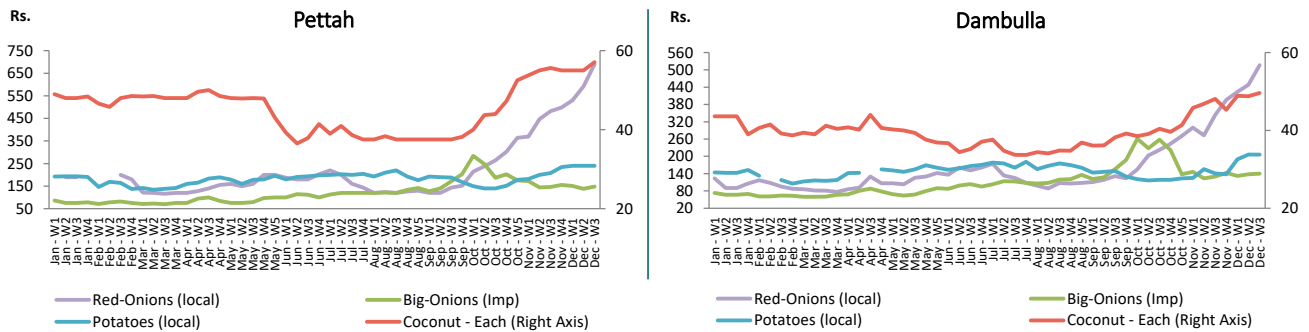 Rs.
Pettah
750
650
550
450
350
250
150
50
60
40
20
Jan - W1
Jan - W2
Jan - W3
Jan - W4
Feb - W1
Feb - W2
Feb - W3
Feb - W4
Mar - W1
Mar - W2
Mar - W3
Mar - W4
Apr - W1
Apr - W2
Apr - W3
May - W2
May - W3
May - W4
May - W5
Jun - W1
Jun - W2
Jun - W3
Jun - W4
Jul - W1
Jul - W2
Jul - W3
Jul - W4
Aug - W1
Aug - W2
Aug - W3
Aug - W4
Aug - W5
Sep - W1
Sep - W2
Sep - W3
Sep - W4
Oct - W1
Oct - W2
Oct - W3
Oct - W4
Oct - W5
Nov - W1
Nov - W2
Nov - W3
Nov - W4
Dec - W1
Dec - W2
Dec - W3
Red-Onions (local)
Big-Onions (Imp)
Potatoes (local)
Coconut - Each (Right Axis)
Rs.
Dambulla
560
500
440
380
320
260
200
140
80
20
60
40
20
Jan - W1
Jan - W2
Jan - W3
Jan - W4
Feb - W1
Feb - W2
Feb - W3
Feb - W4
Mar - W1
Mar - W2
Mar - W3
Mar - W4
Apr - W1
Apr - W2
Apr - W3
Apr - W4
May - W1
May - W2
May - W3
May - W4
May - W5
Jun - W1
Jun - W2
Jun - W3
Jun - W4
Jul - W1
Jul - W2
Jul - W3
Jul - W4
Aug - W1
Aug - W2
Aug - W3
Aug - W4
Aug - W5
Sep - W1
Sep - W2
Sep - W3
Sep - W4
Oct - W1
Oct - W2
Oct - W3
Oct - W4
Oct - W5
Nov - W1
Nov - W2
Nov - W3
Nov - W4
Dec - W1
Dec - W2
Dec - W3
Red-Onions (local)
Big-Onions (Imp)
Potatoes (local)
Coconut - Each (Right Axis)